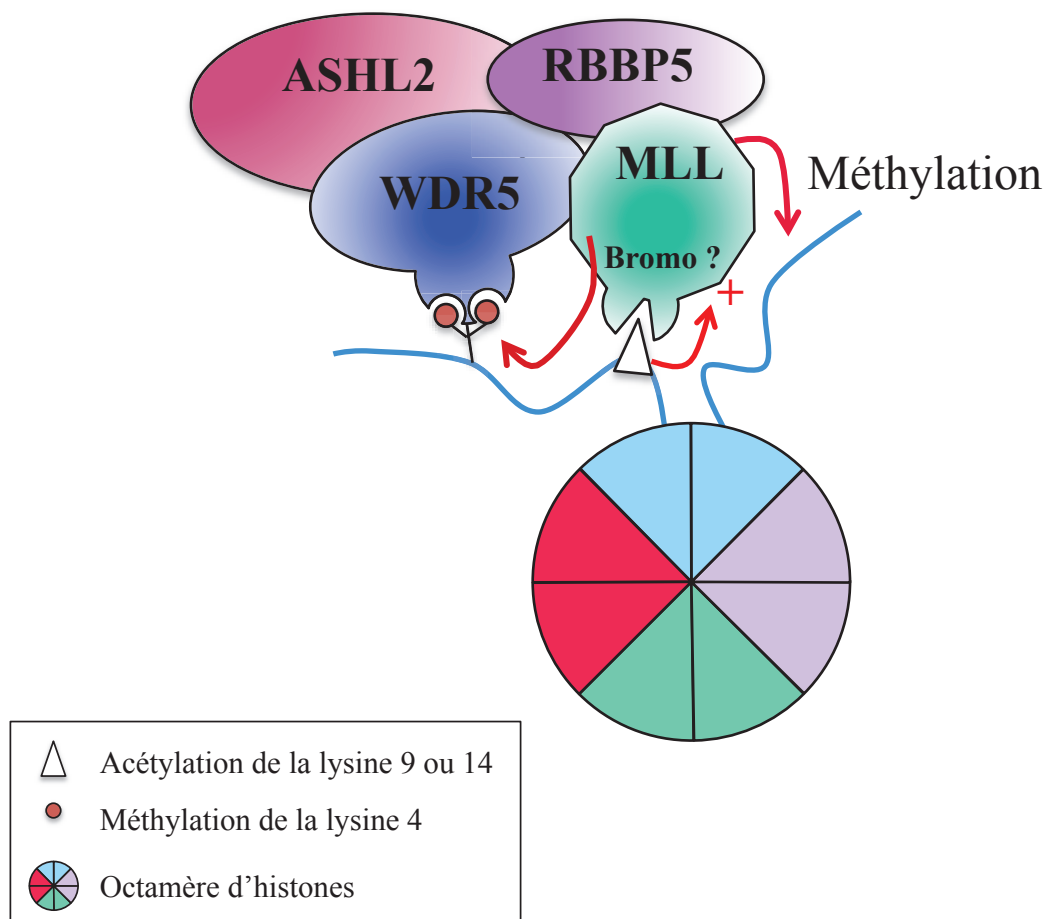 ASHL2
RBBP5
WDR5
MLL
Méthylation
Bromo ?
+
Acétylation de la lysine 9 ou 14
Méthylation de la lysine 4
Octamère d'histones